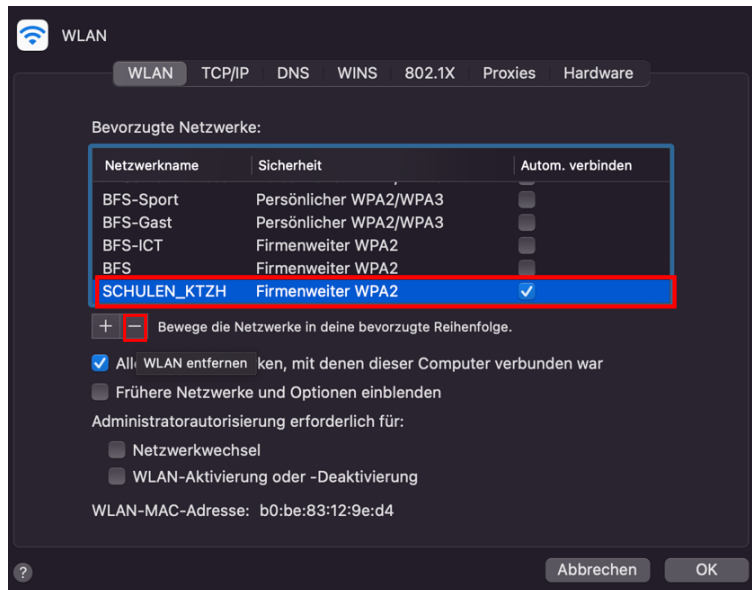 WLAN
WLAN TCP/IP DNS WINS 802.1X Proxies Hardware
Bevorzugte Netzwerke:
Netzwerkname Sicherheit Autom. verbinden
BFS-Sport Persönlicher WPA2/WPA3
BFS-Gast Persönlicher WPA2/WPA3
BFS-ICT Firmenweiter WPA2
BFS Firmenweiter WPA2
SCHULEN_KTZH Firmenweiter WPA2
+ − Bewege die Netzwerke in deine bevorzugte Reihenfolge.
WLAN entfernen mit denen dieser Computer verbunden war
Frühere Netzwerke und Optionen einblenden
Administratorautorisierung erforderlich für:
Netzwerkwechsel
WLAN-Aktivierung oder -Deaktivierung
WLAN-MAC-Adresse: b0:be:83:12:9e:d4
? Abbrechen OK